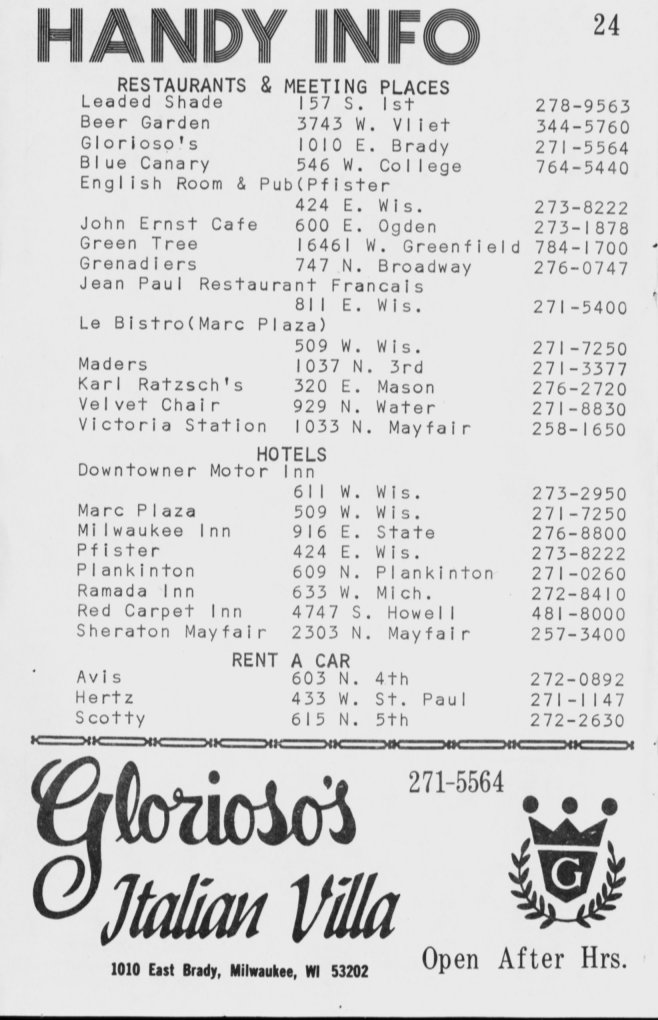 HANDY INFO
24
RESTAURANTS & MEETING PLACES
Leaded Shade 157 S. 1st 278-9563
Beer Garden 3743 W. Vliet 344-5760
Glorioso's 1010 E. Brady 271-5564
Blue Canary 546 W. College 764-5440
English Room & Pub(Pfister
424 E. Wis. 273-8222
John Ernst Cafe 600 E. Ogden 273-1878
Green Tree 16461 W. Greenfield 784-1700
Grenadiers 747 N. Broadway 276-0747
Jean Paul Restaurant Francais
811 E. Wis. 271-5400
Le Bistro(Marc Plaza)
509 W. Wis. 271-7250
Maders 1037 N. 3rd 271-3377
Karl Ratzsch's 320 E. Mason 276-2720
Velvet Chair 929 N. Water 271-8830
Victoria Station 1033 N. Mayfair 258-1650
HOTELS
Downtowner Motor Inn
611 W. Wis. 273-2950
Marc Plaza 509 W. Wis. 271-7250
Milwaukee Inn 916 E. State 276-8800
Pfister 424 E. Wis. 273-8222
Plankinton 609 N. Plankinton 271-0260
Ramada Inn 633 W. Mich. 272-8410
Red Carpet Inn 4747 S. Howell 481-8000
Sheraton Mayfair 2303 N. Mayfair 257-3400
RENT A CAR
Avis 603 N. 4th 272-0892
Hertz 433 W. St. Paul 271-1147
Scotty 615 N. 5th 272-2630
Glorioso's
271-5564
Italian Villa
G
Open After Hrs.
1010 East Brady, Milwaukee, WI 53202